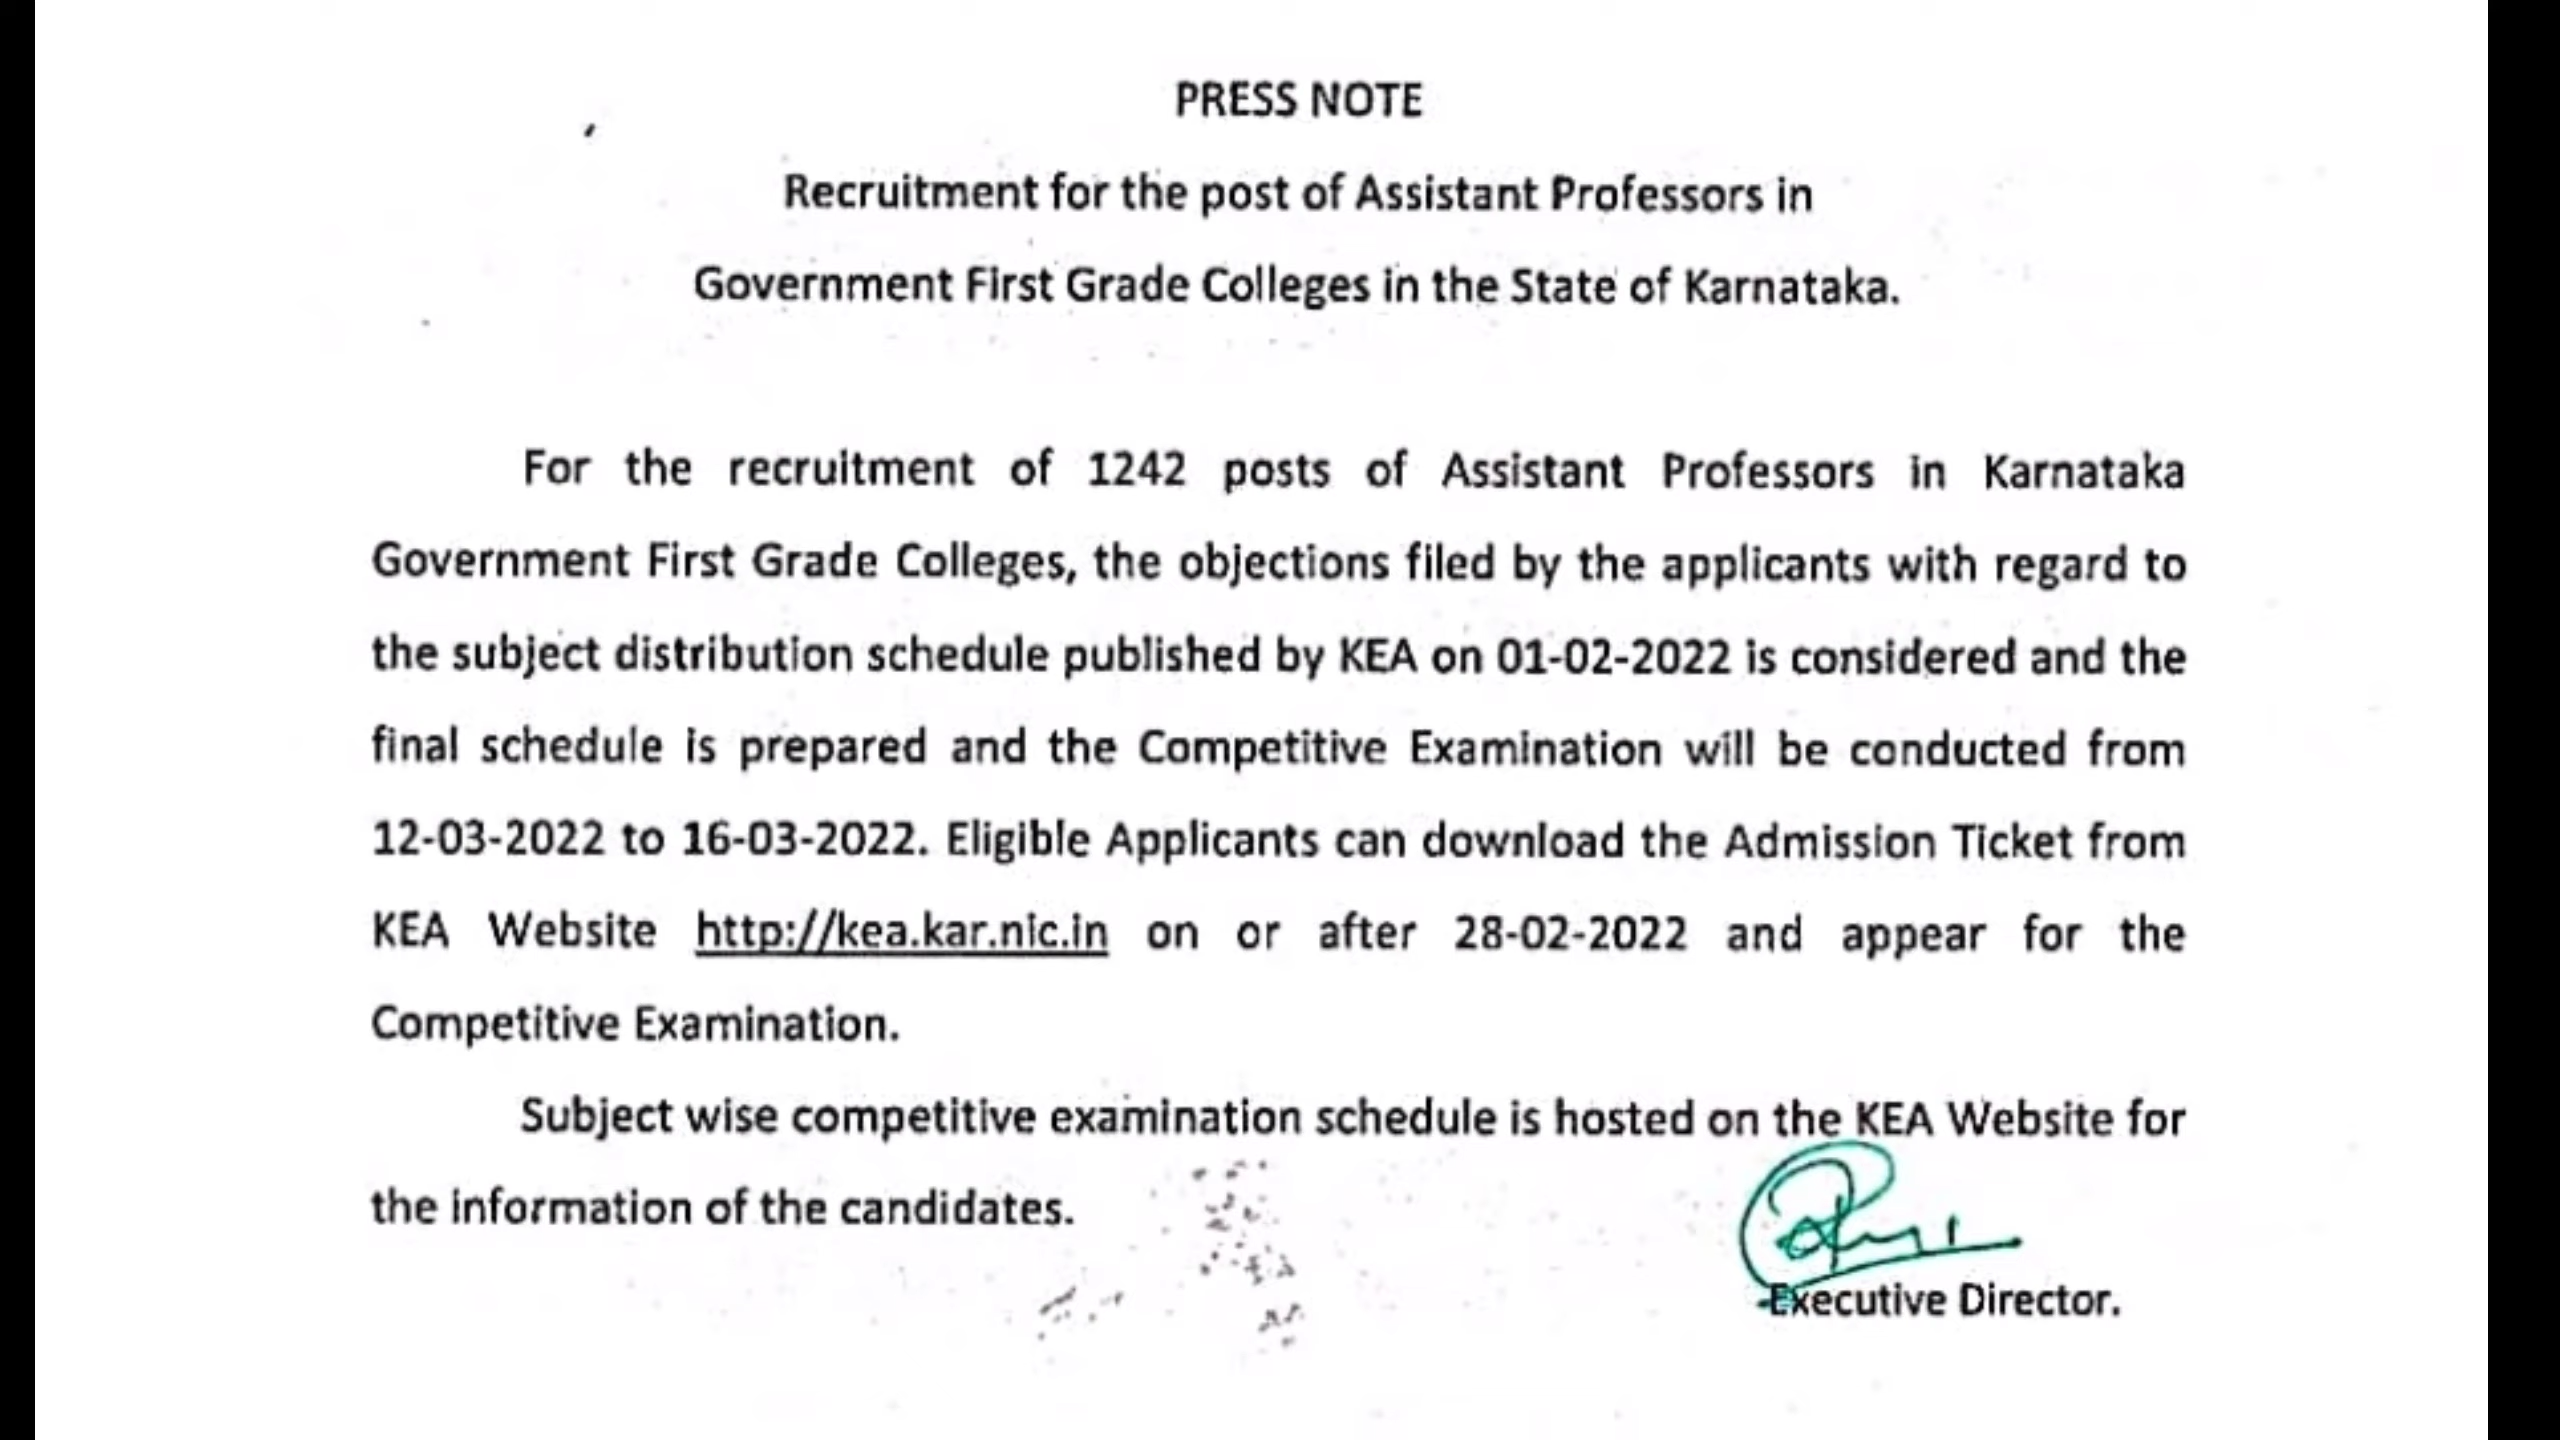 PRESS NOTE
Recruitment for the post of Assistant Professors in
Government First Grade Colleges in the State of Karnataka.
For the recruitment of 1242 posts of Assistant Professors in Karnataka
Government First Grade Colleges, the objections filed by the applicants with regard to
the subject distribution schedule published by KEA on 01-02-2022 is considered and the
final schedule is prepared and the Competitive Examination will be conducted from
12-03-2022 to 16-03-2022. Eligible Applicants can download the Admission Ticket from
KEA Website http://kea.kar.nic.in on or after 28-02-2022 and appear for the
Competitive Examination.
Subject wise competitive examination schedule is hosted on the KEA Website for
the information of the candidates.
Executive Director.